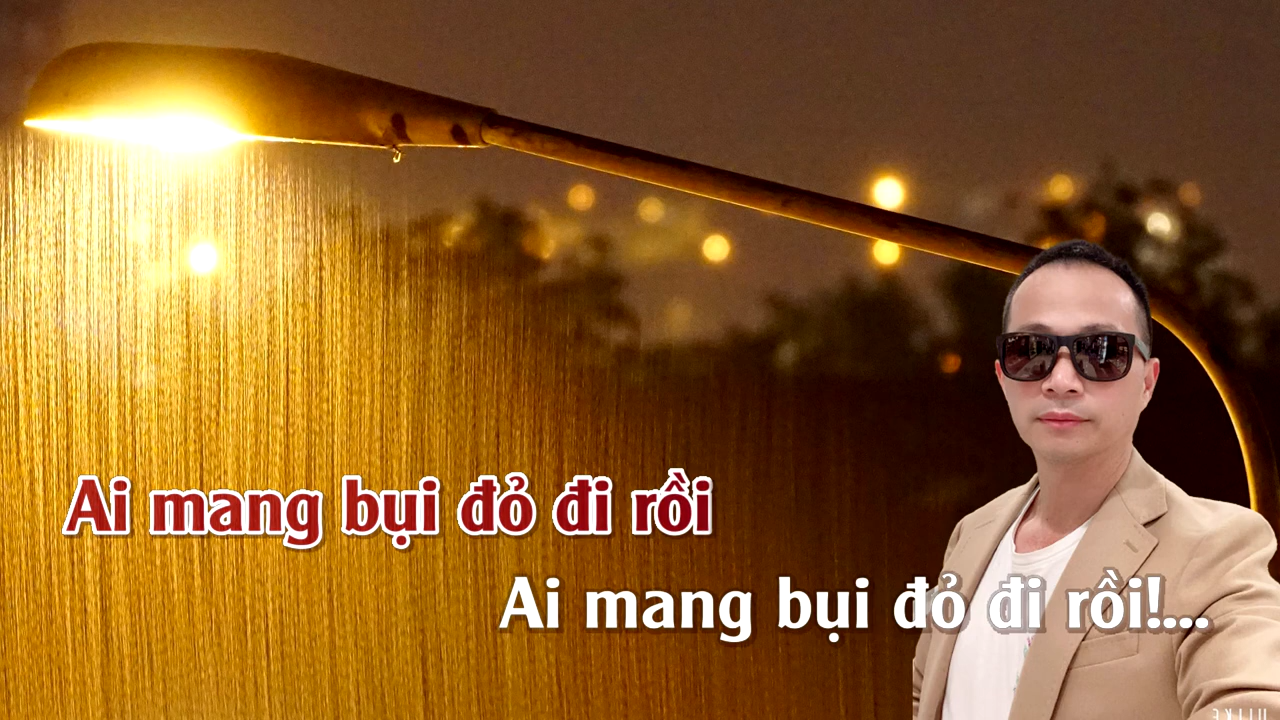 Ai mang bụi đỏ đi rồi
Ai mang bụi đỏ đi rồi!...